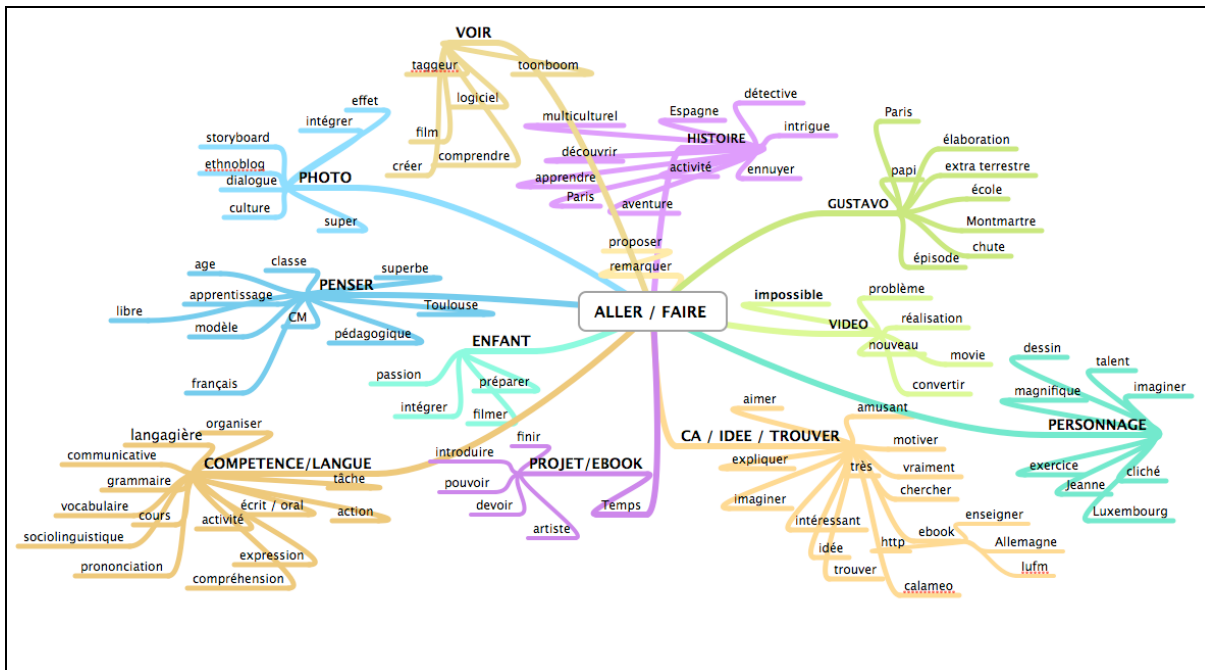 VOIR
taggeur
toonboom
logiciel
film
créer
comprendre
effet
intégrer
storyboard
ethnoblog
dialogue
PHOTO
culture
super
détective
Espagne
multiculturel
HISTOIRE
intrigue
découvrir
activité
ennuyer
apprendre
Paris
aventure
Paris
élaboration
papi
extra terrestre
école
GUSTAVO
Montmartre
chute
épisode
proposer
remarquer
ALLER / FAIRE
age
classe
superbe
PENSER
apprentissage
libre
CM
Toulouse
modèle
pédagogique
français
impossible
problème
VIDEO
réalisation
nouveau
movie
convertir
ENFANT
passion
préparer
intégrer
filmer
dessin
talent
magnifique
imaginer
PERSONNAGE
exercice
cliché
Jeanne
Luxembourg
organiser
langagière
communicative
COMPETENCE/LANGUE
grammaire
tâche
vocabulaire
cours
écrit / oral
activité
action
sociolinguistique
expression
prononciation
compréhension
finir
introduire
PROJET/EBOOK
pouvoir
devoir
Temps
artiste
aimer
amusant
CA / IDEE / TROUVER
motiver
expliquer
très
vraiment
chercher
imaginer
intéressant
ebook
enseigner
http
Allemagne
idée
Iufm
trouver
calameo